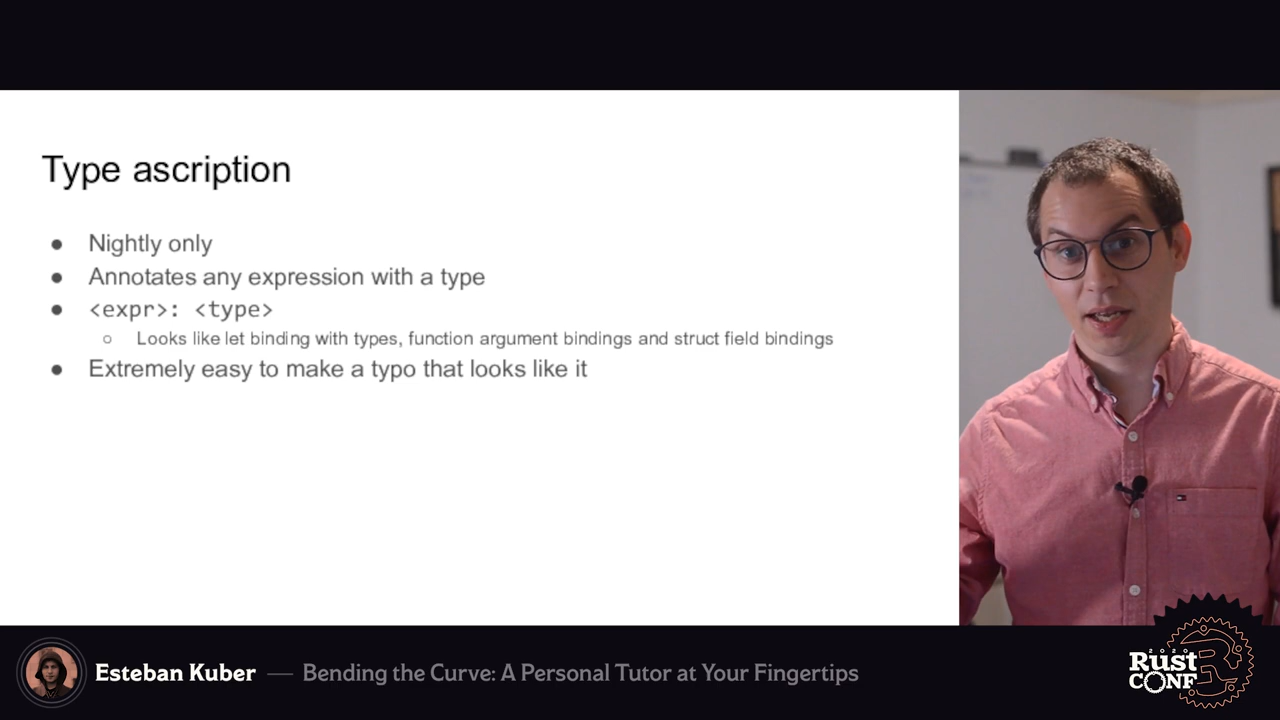 Type ascription
● Nightly only
● Annotates any expression with a type
● <expr>: <type>
○ Looks like let binding with types, function argument bindings and struct field bindings
● Extremely easy to make a typo that looks like it
Esteban Kuber — Bending the Curve: A Personal Tutor at Your Fingertips
2020
Rust
CONF